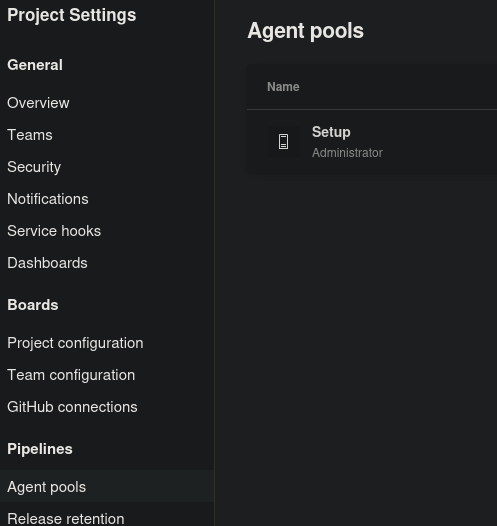 Project Settings
General
Overview
Teams
Security
Notifications
Service hooks
Dashboards
Boards
Project configuration
Team configuration
GitHub connections
Pipelines
Agent pools
Release retention
Agent pools
Name
Setup
Administrator